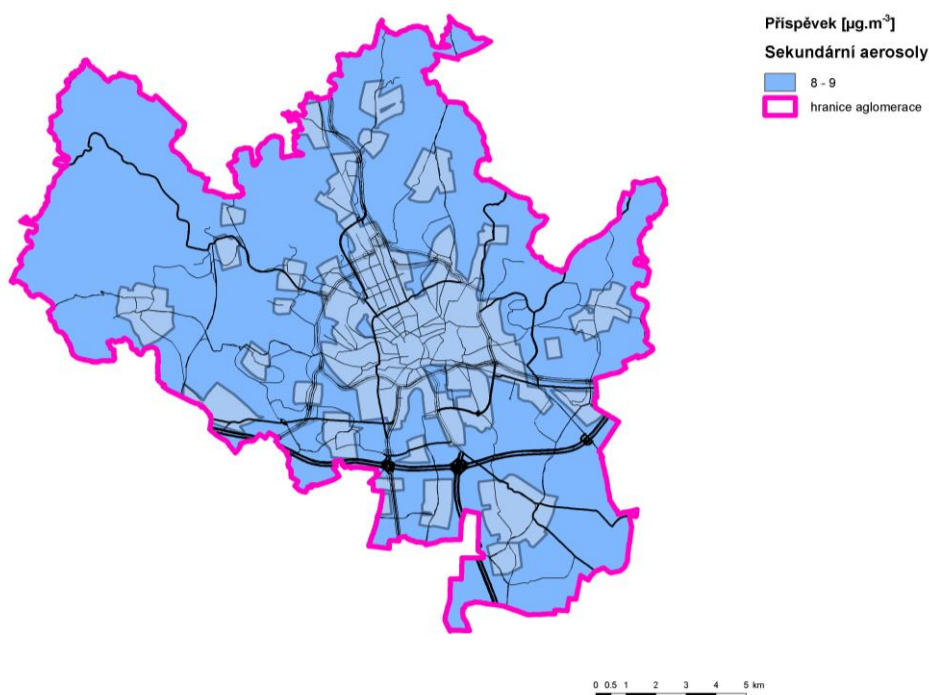 Příspěvek [µg.m⁻³]
Sekundární aerosoly
8 - 9
hranice aglomerace
0 0.5 1 2 3 4 5 km